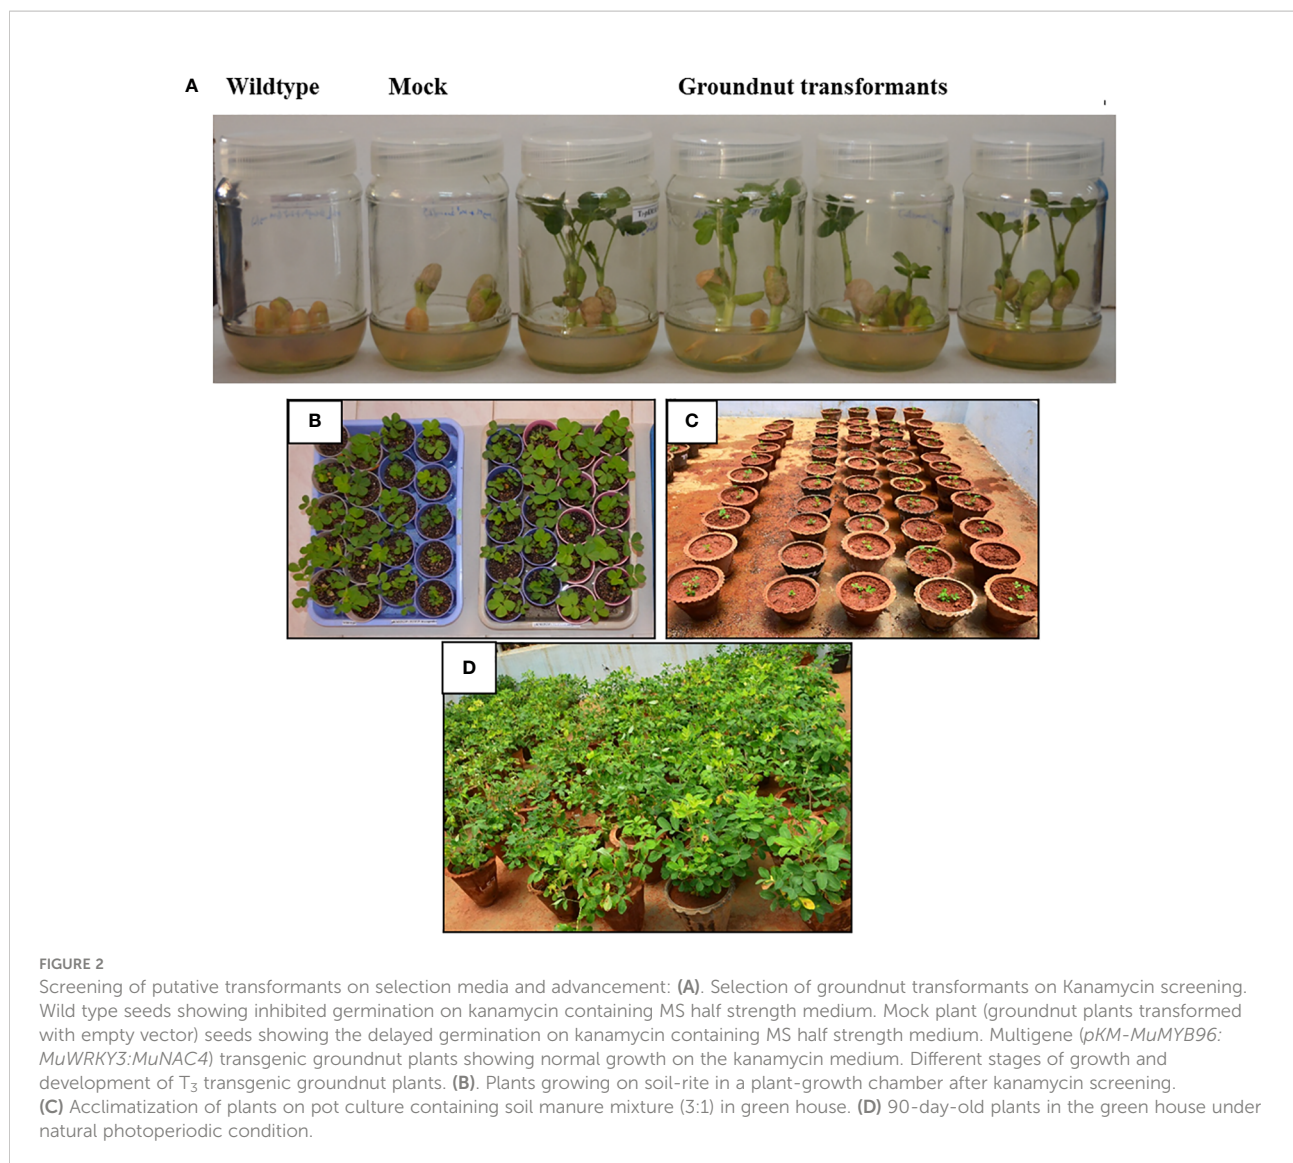 A Wildtype Mock Groundnut transformants
B
C
D
FIGURE 2
Screening of putative transformants on selection media and advancement: (A). Selection of groundnut transformants on Kanamycin screening.
Wild type seeds showing inhibited germination on kanamycin containing MS half strength medium. Mock plant (groundnut plants transformed
with empty vector) seeds showing the delayed germination on kanamycin containing MS half strength medium. Multigene (pKM-MuMYB96:
MuWRKY3:MuNAC4) transgenic groundnut plants showing normal growth on the kanamycin medium. Different stages of growth and
development of T3 transgenic groundnut plants. (B). Plants growing on soil-rite in a plant-growth chamber after kanamycin screening.
(C) Acclimatization of plants on pot culture containing soil manure mixture (3:1) in green house. (D) 90-day-old plants in the green house under
natural photoperiodic condition.